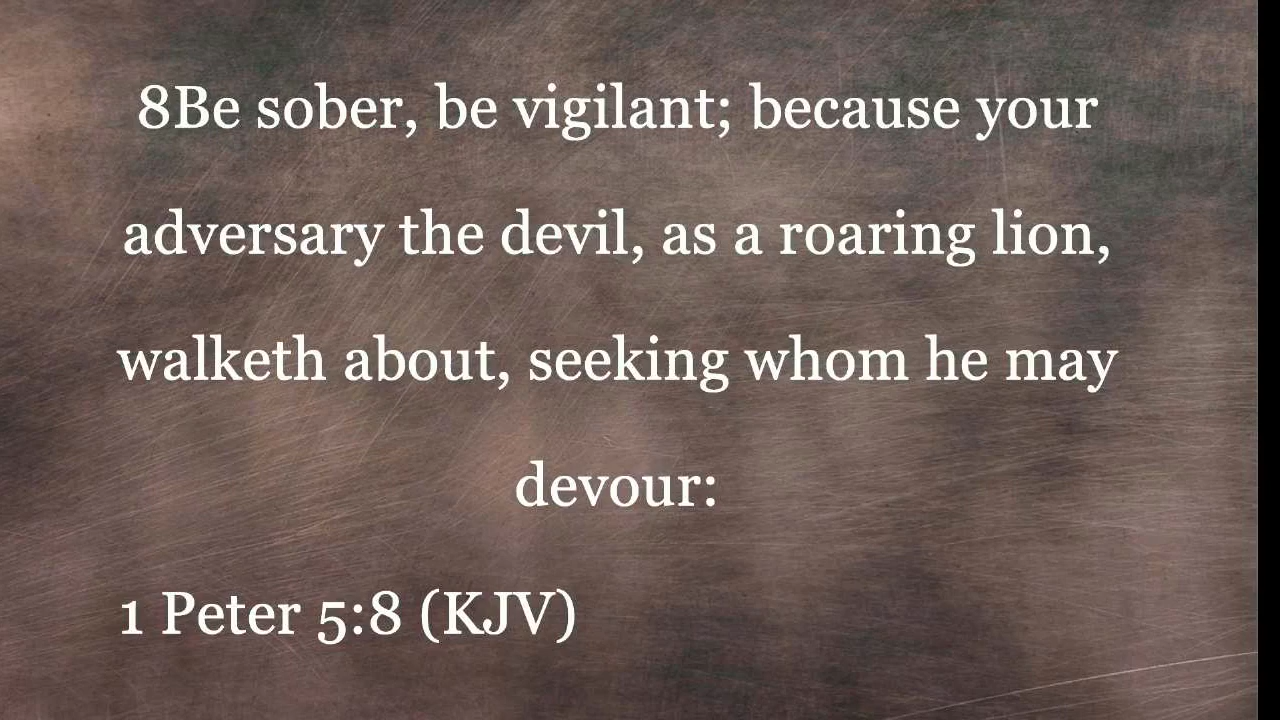 8Be sober, be vigilant; because your
adversary the devil, as a roaring lion,
walketh about, seeking whom he may
devour:
1 Peter 5:8 (KJV)